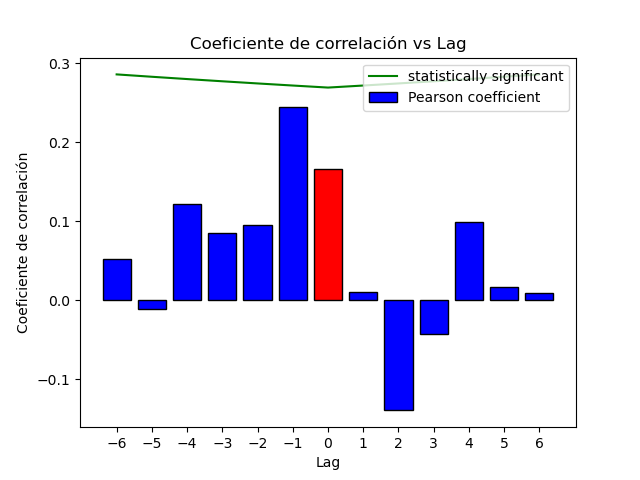 Coeficiente de correlación vs Lag
statistically significant
Pearson coefficient
Coeficiente de correlación
0.3
0.2
0.1
0.0
−0.1
−6 −5 −4 −3 −2 −1 0 1 2 3 4 5 6
Lag